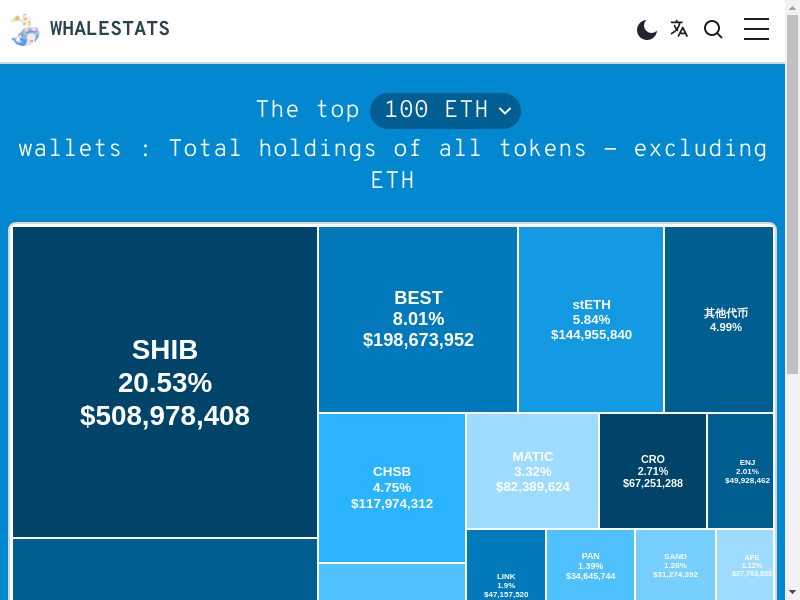 WHALESTATS
The top 100 ETH
wallets : Total holdings of all tokens – excluding
ETH
SHIB
20.53%
$508,978,408
BEST
8.01%
$198,673,952
stETH
5.84%
$144,955,840
其他代币
4.99%
CHSB
4.75%
$117,974,312
MATIC
3.32%
$82,389,624
CRO
2.71%
$67,251,288
ENJ
2.01%
$49,928,462
LINK
1.9%
$47,157,520
PAN
1.39%
$34,645,744
SAND
1.26%
$31,274,392
APE
1.12%
$27,783,835